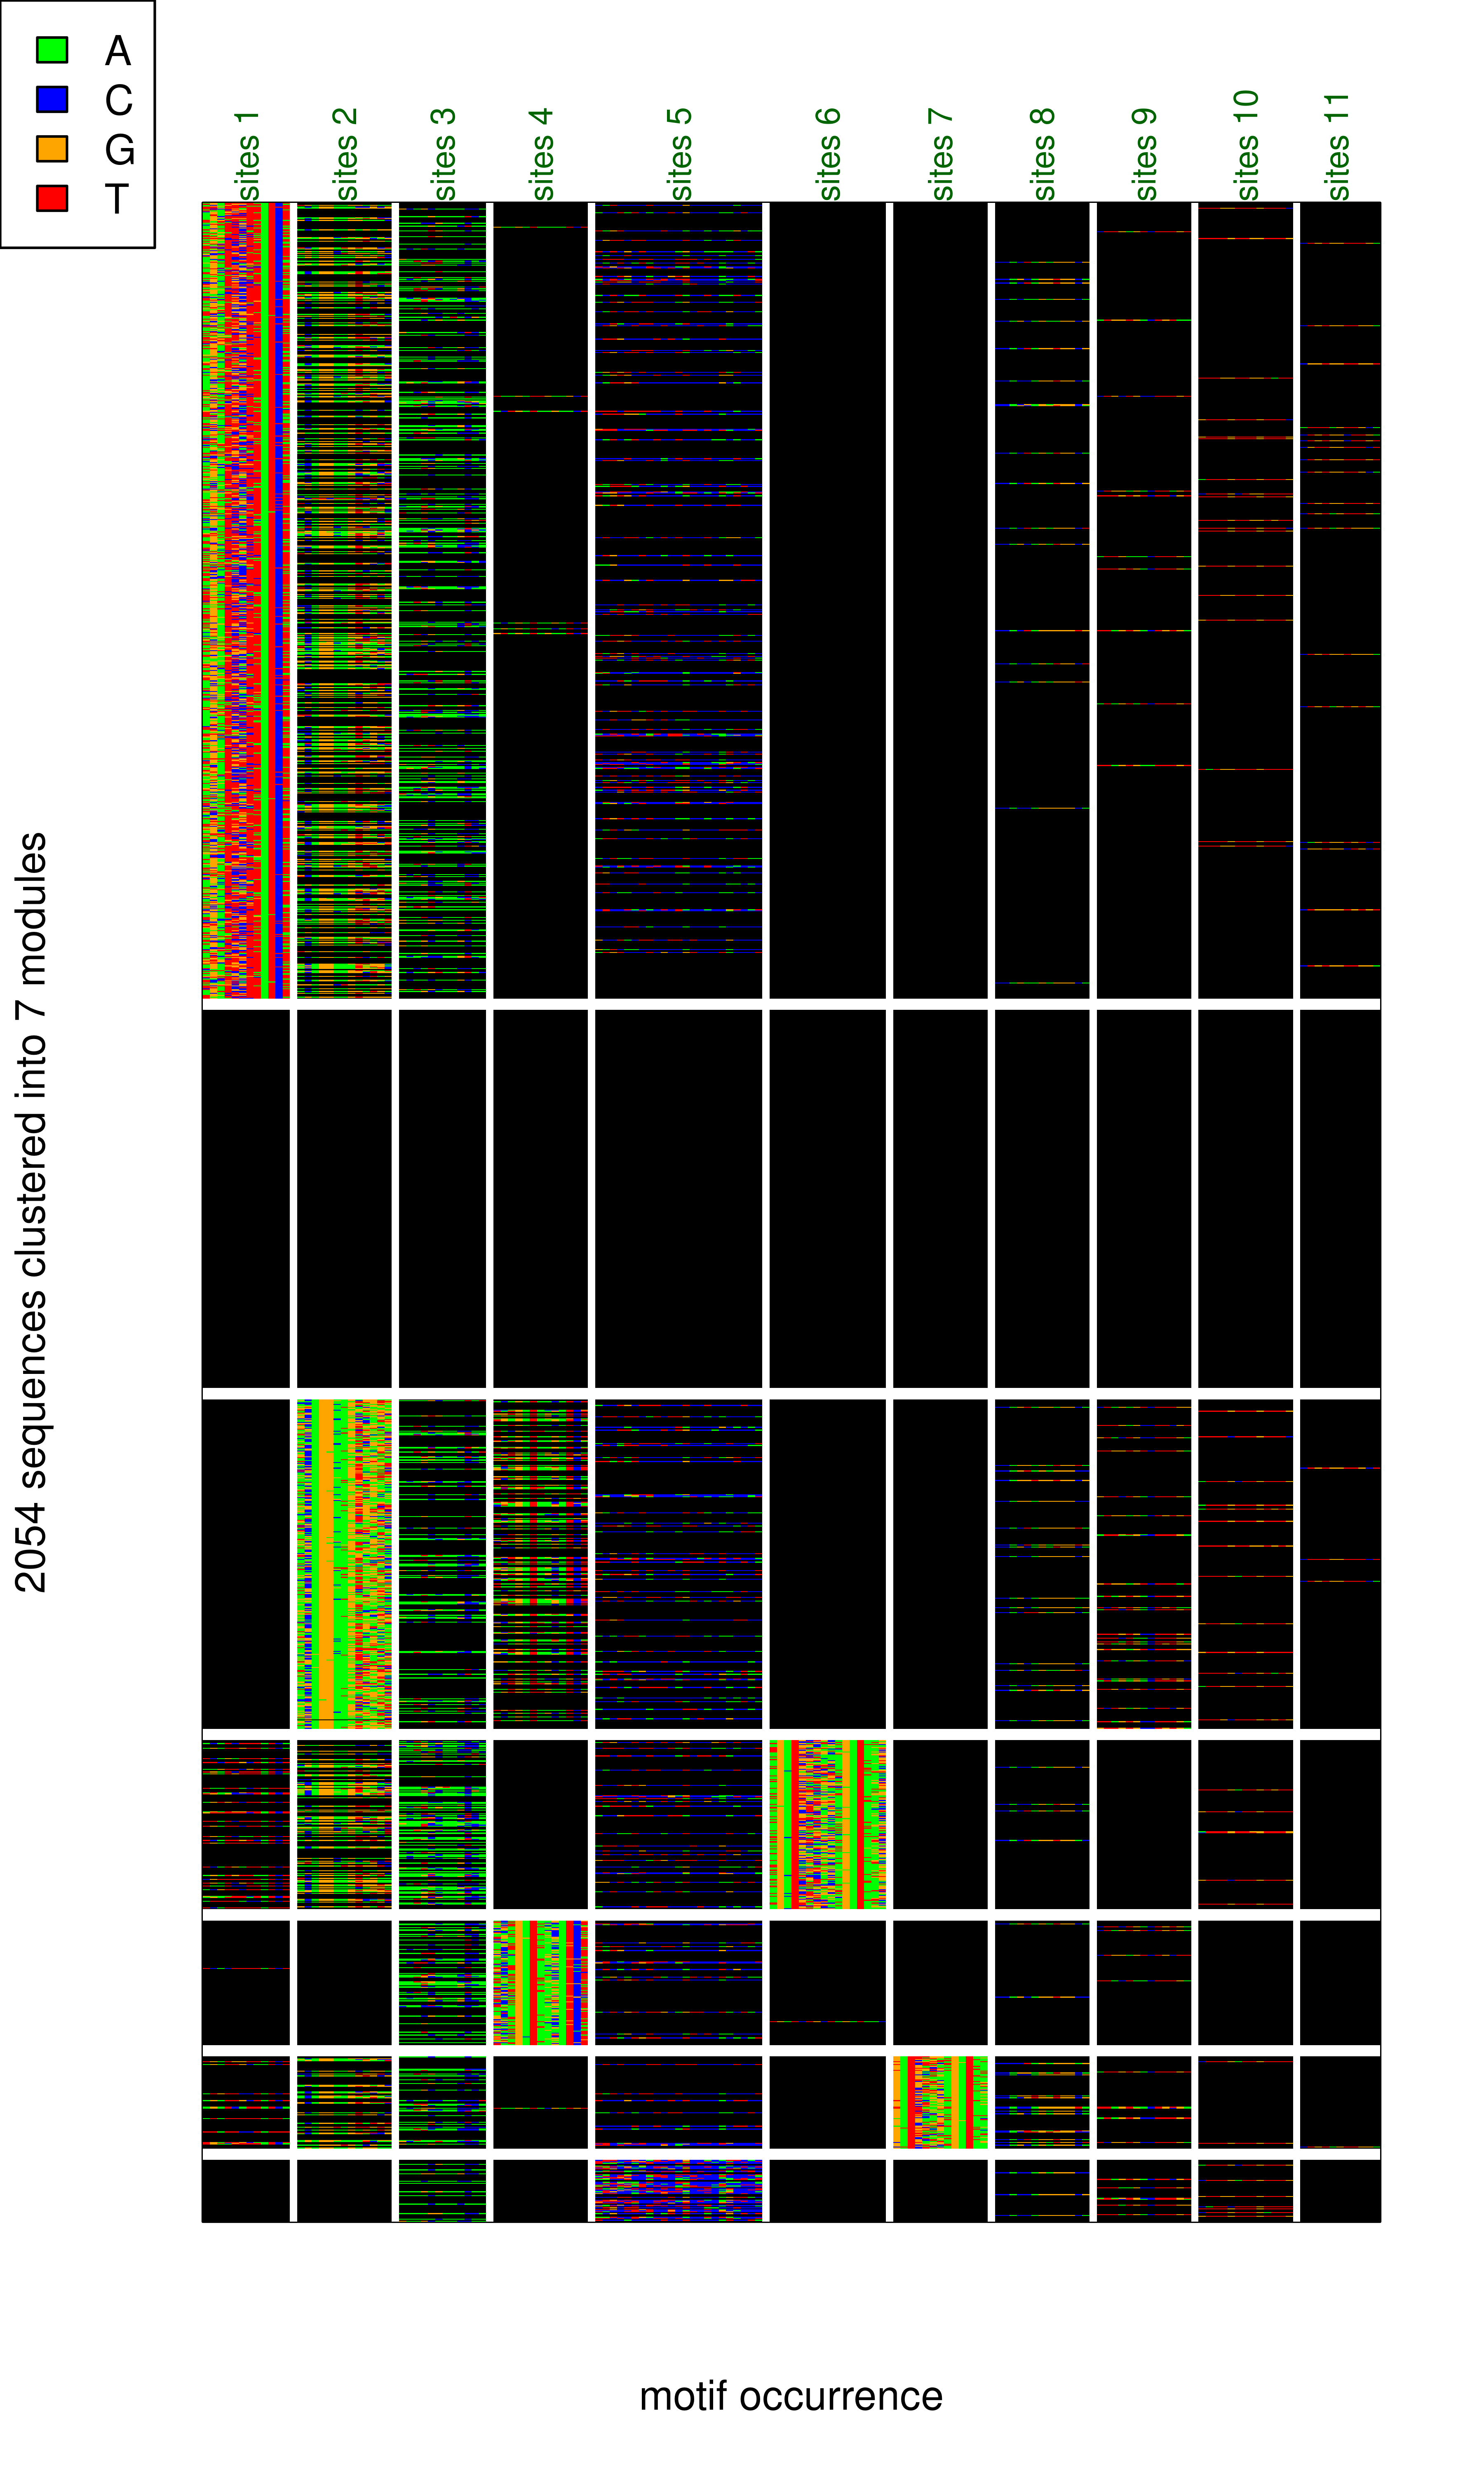 A
C
G
T
sites 1
sites 2
sites 3
sites 4
sites 5
sites 6
sites 7
sites 8
sites 9
sites 10
sites 11
2054 sequences clustered into 7 modules
motif occurrence